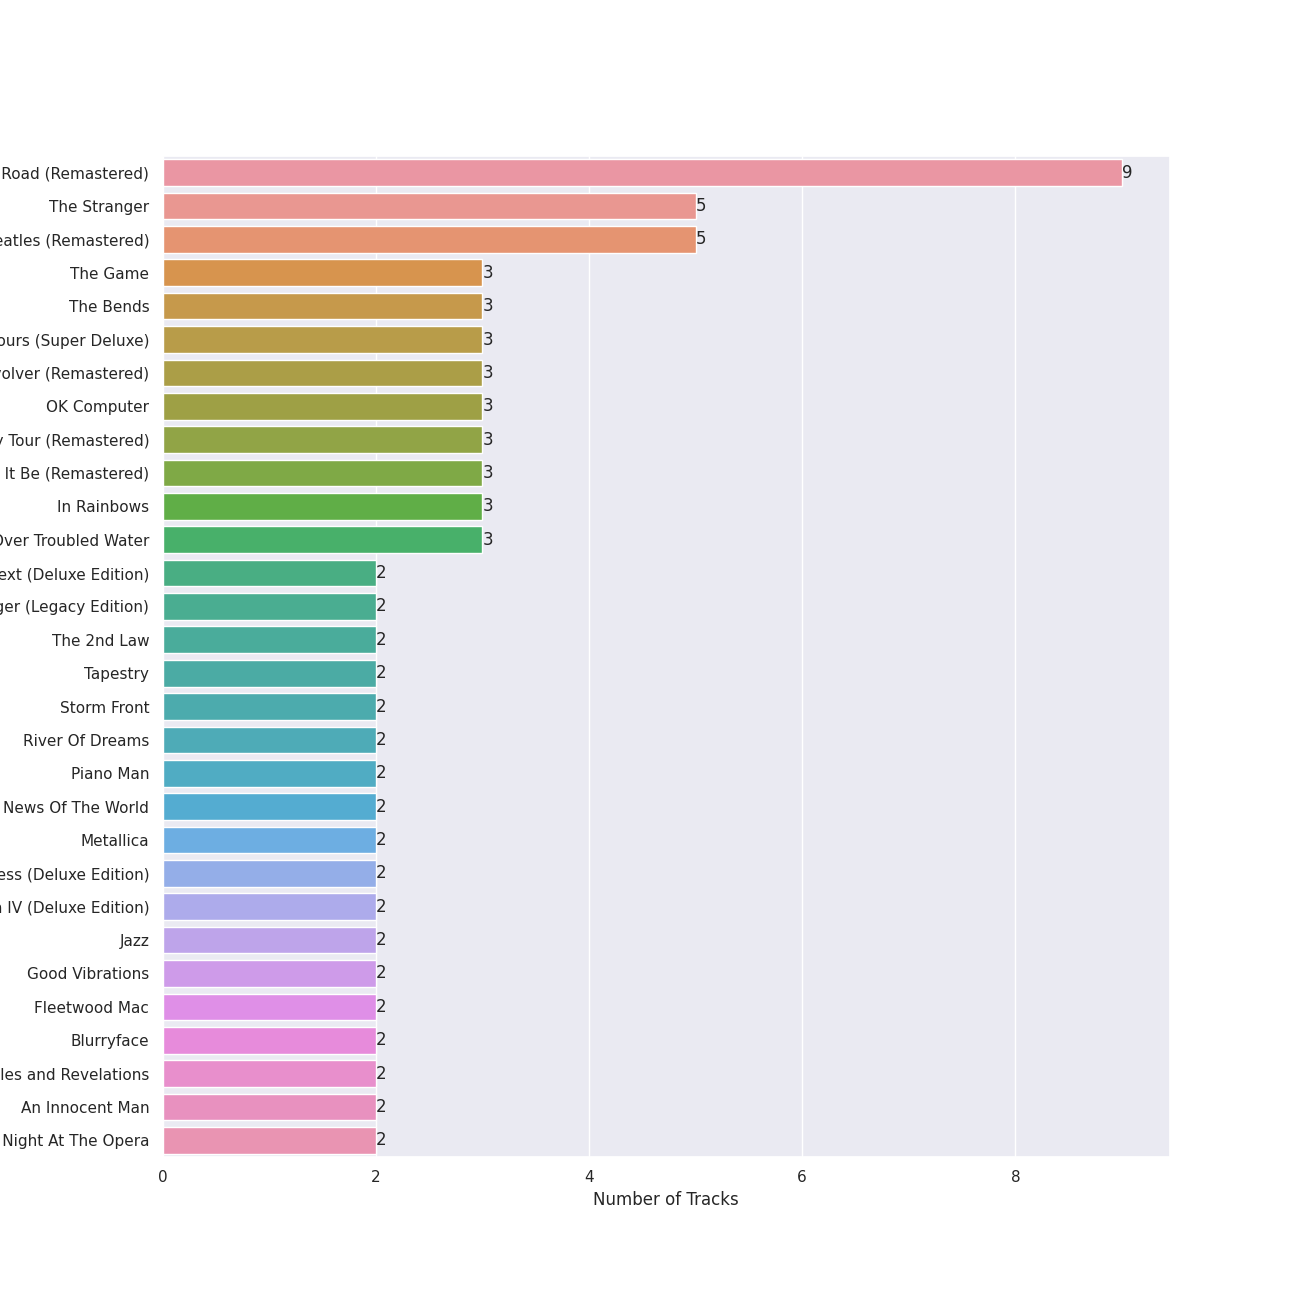 Road (Remastered) 9
The Stranger 5
eatles (Remastered) 5
The Game 3
The Bends 3
ours (Super Deluxe) 3
volver (Remastered) 3
OK Computer 3
y Tour (Remastered) 3
It Be (Remastered) 3
In Rainbows 3
Over Troubled Water 3
ext (Deluxe Edition) 2
ger (Legacy Edition) 2
The 2nd Law 2
Tapestry 2
Storm Front 2
River Of Dreams 2
Piano Man 2
News Of The World 2
Metallica 2
ess (Deluxe Edition) 2
IV (Deluxe Edition) 2
Jazz 2
Good Vibrations 2
Fleetwood Mac 2
Blurryface 2
les and Revelations 2
An Innocent Man 2
Night At The Opera 2
0 2 4 6 8
Number of Tracks